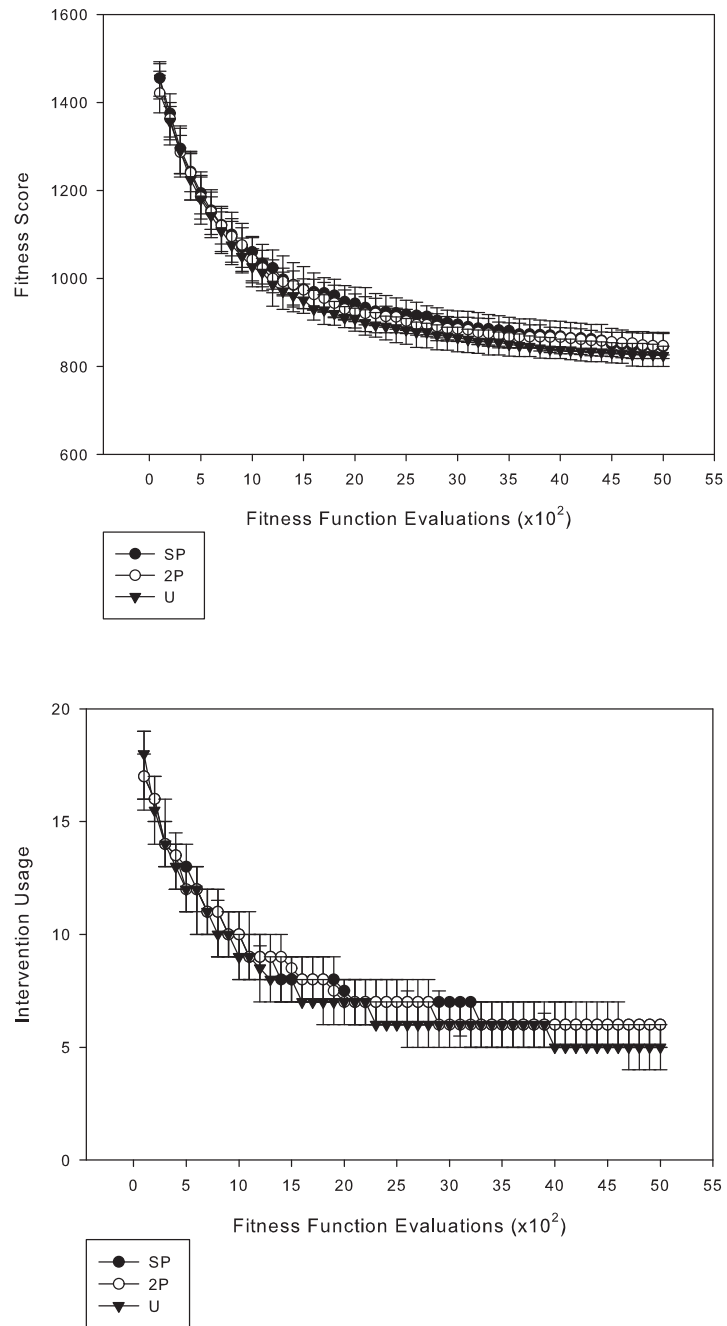 1600
1400
1200
1000
800
600
Fitness Score
0 5 10 15 20 25 30 35 40 45 50 55
Fitness Function Evaluations (x10²)
SP
2P
U
20
15
10
5
0
Intervention Usage
0 5 10 15 20 25 30 35 40 45 50 55
Fitness Function Evaluations (x10²)
SP
2P
U